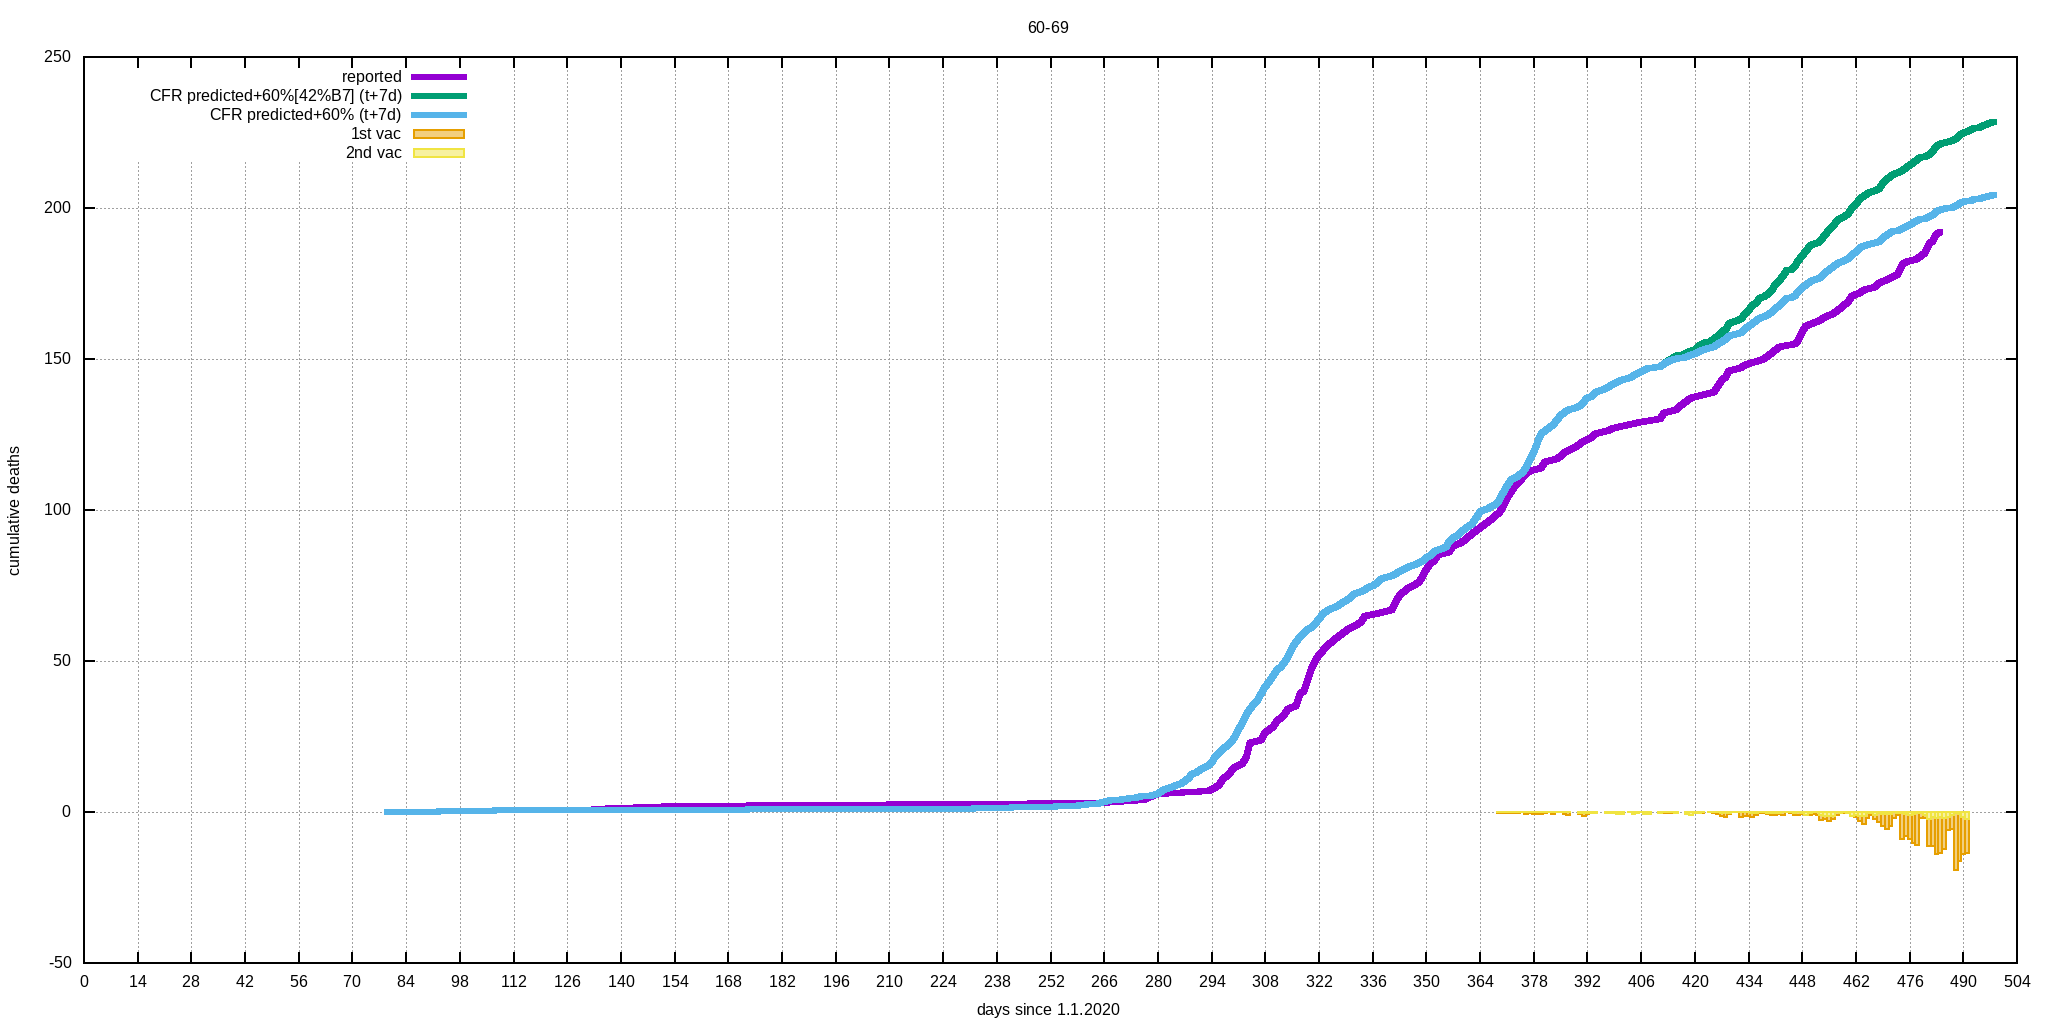 60-69
250
200
150
100
50
0
-50
cumulative deaths
reported
CFR predicted+60%[42%B7] (t+7d)
CFR predicted+60% (t+7d)
1st vac
2nd vac
0 14 28 42 56 70 84 98 112 126 140 154 168 182 196 210 224 238 252 266 280 294 308 322 336 350 364 378 392 406 420 434 448 462 476 490 504
days since 1.1.2020